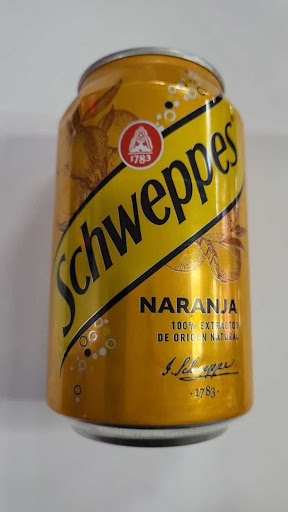 1783
Schweppes
NARANJA
100% EXTRACTOS
DE ORIGEN NATURAL
J. Schweppe
·1783·